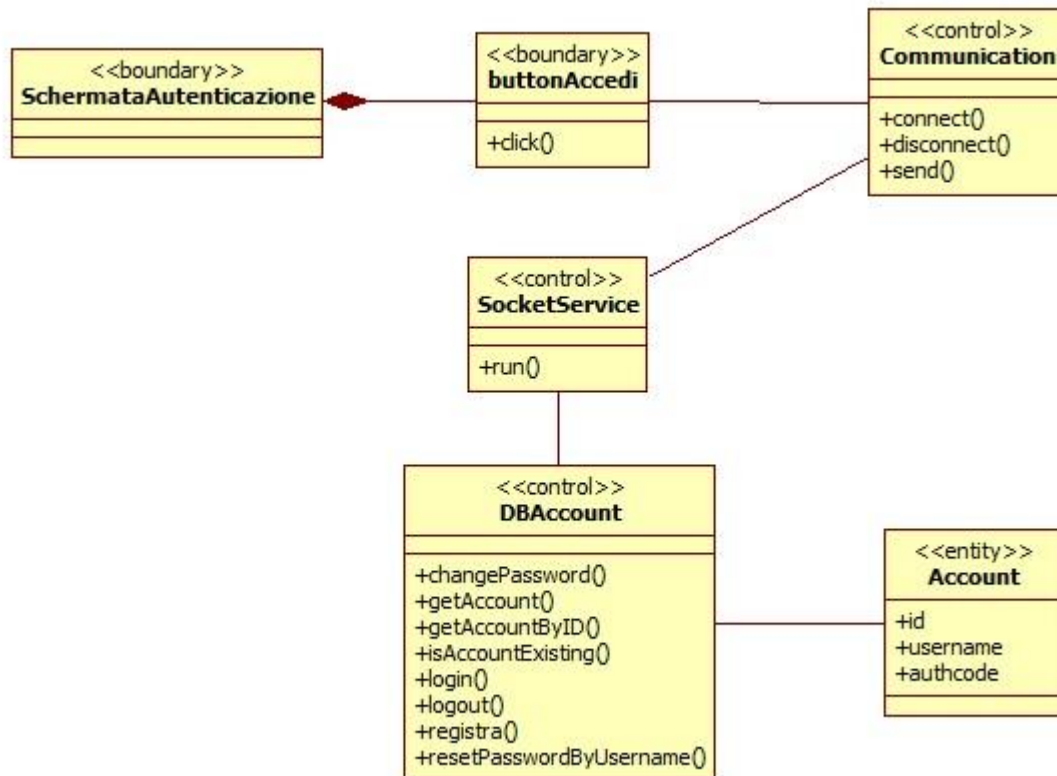 <<boundary>>
SchermataAutenticazione
<<boundary>>
buttonAccedi
+click()
<<control>>
Communication
+connect()
+disconnect()
+send()
<<control>>
SocketService
+run()
<<control>>
DBAccount
+changePassword()
+getAccount()
+getAccountByID()
+isAccountExisting()
+login()
+logout()
+registra()
+resetPasswordByUsername()
<<entity>>
Account
+id
+username
+authcode